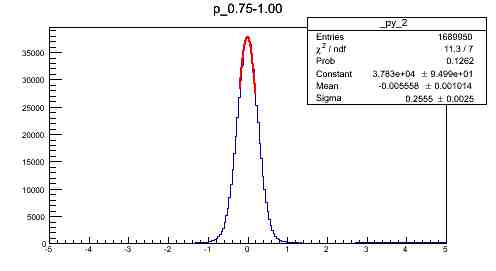 p_0.75-1.00
_py_2
Entries 1689950
χ² / ndf 11.3 / 7
Prob 0.1262
Constant 3.783e+04 ± 9.499e+01
Mean -0.005558 ± 0.001014
Sigma 0.2555 ± 0.0025
35000
30000
25000
20000
15000
10000
5000
0
-5 -4 -3 -2 -1 0 1 2 3 4 5